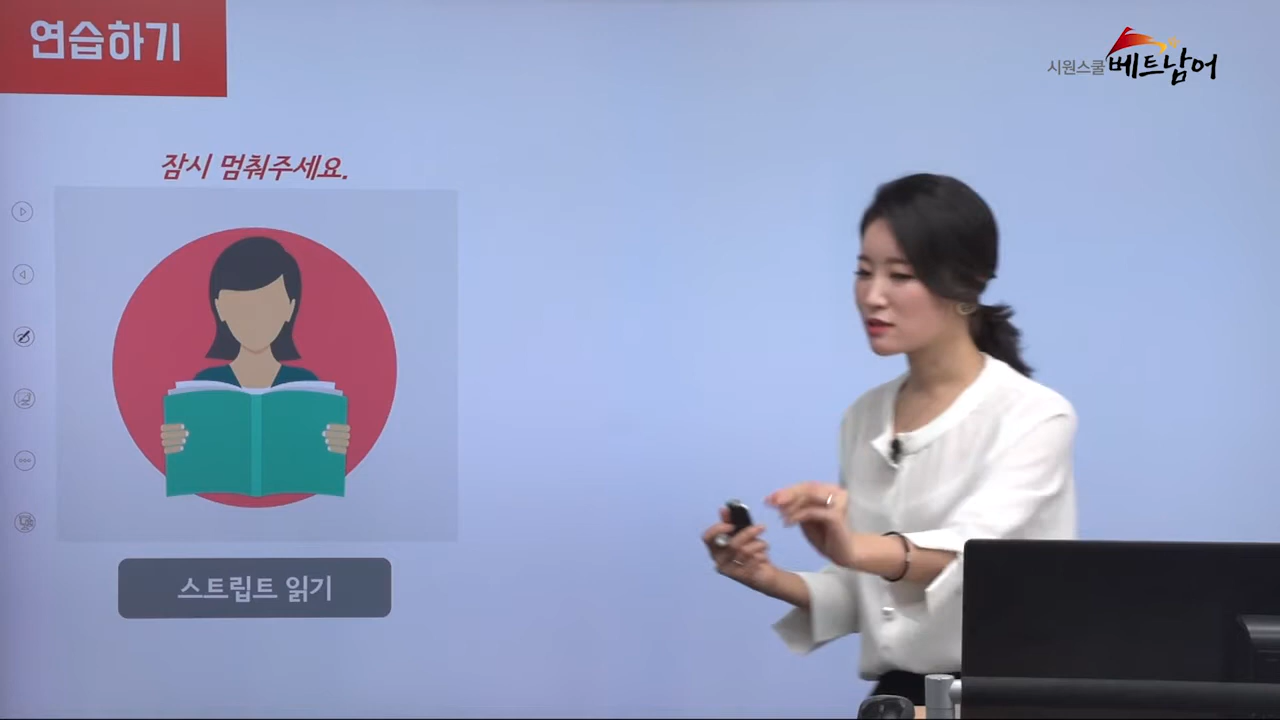 연습하기
시원스쿨 베트남어
잠시 멈춰주세요.
스트립트 읽기